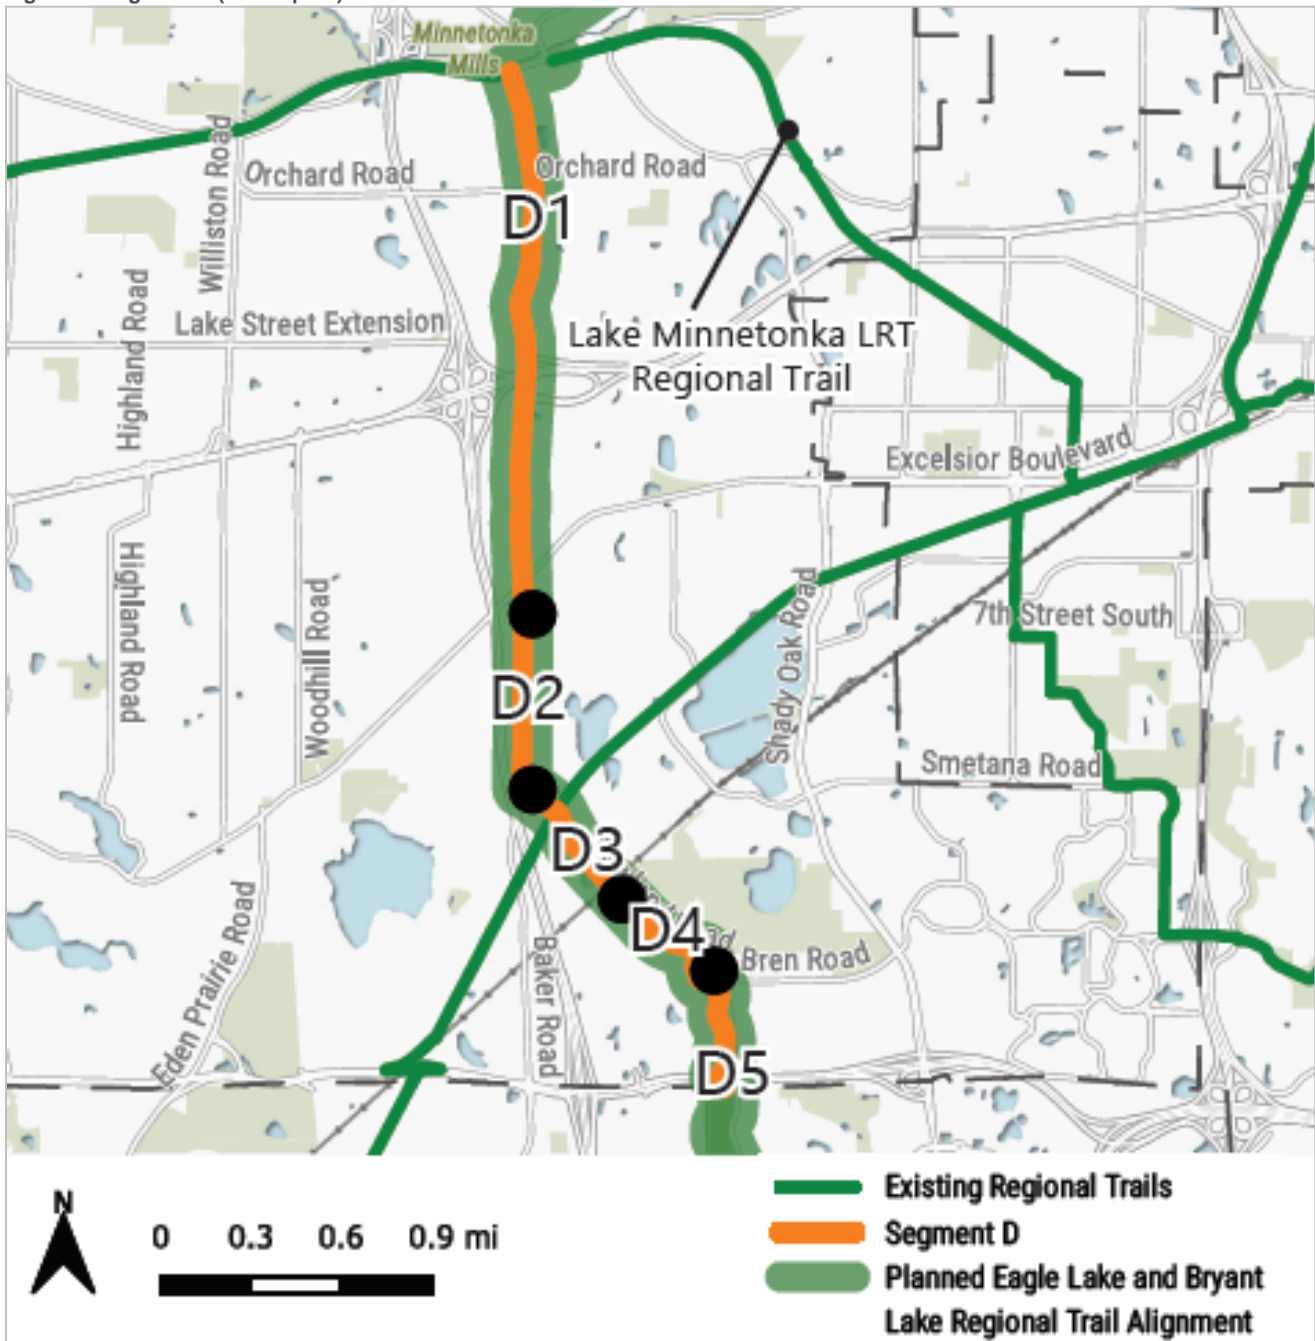 Minnetonka
Mills
Williston Road
Orchard Road
Orchard Road
D1
Highland Road
Lake Street Extension
Lake Minnetonka LRT
Regional Trail
Excelsior Boulevard
Highland Road
Woodhill Road
Shady Oak Road
7th Street South
D2
Smetana Road
D3
D4
Bren Road
Eden Prairie Road
Baker Road
D5
N
0 0.3 0.6 0.9 mi
Existing Regional Trails
Segment D
Planned Eagle Lake and Bryant
Lake Regional Trail Alignment